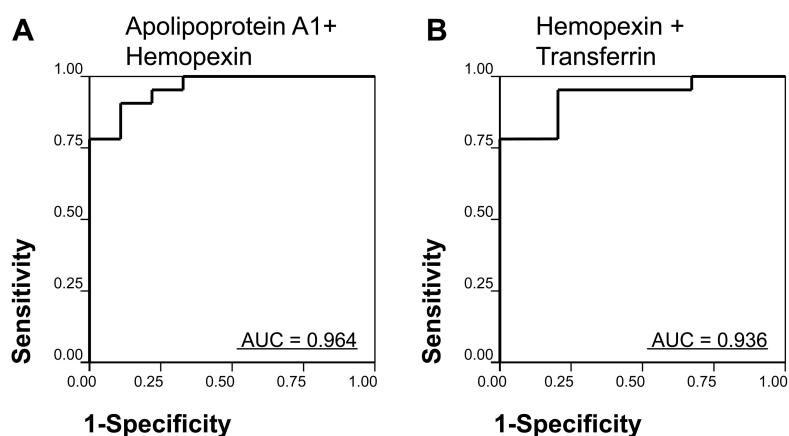 A
Apolipoprotein A1+
Hemopexin
1.00
0.75
0.50
0.25
0.00
Sensitivity
AUC = 0.964
0.00 0.25 0.50 0.75 1.00
1-Specificity
B
Hemopexin +
Transferrin
1.00
0.75
0.50
0.25
0.00
Sensitivity
AUC = 0.936
0.00 0.25 0.50 0.75 1.00
1-Specificity